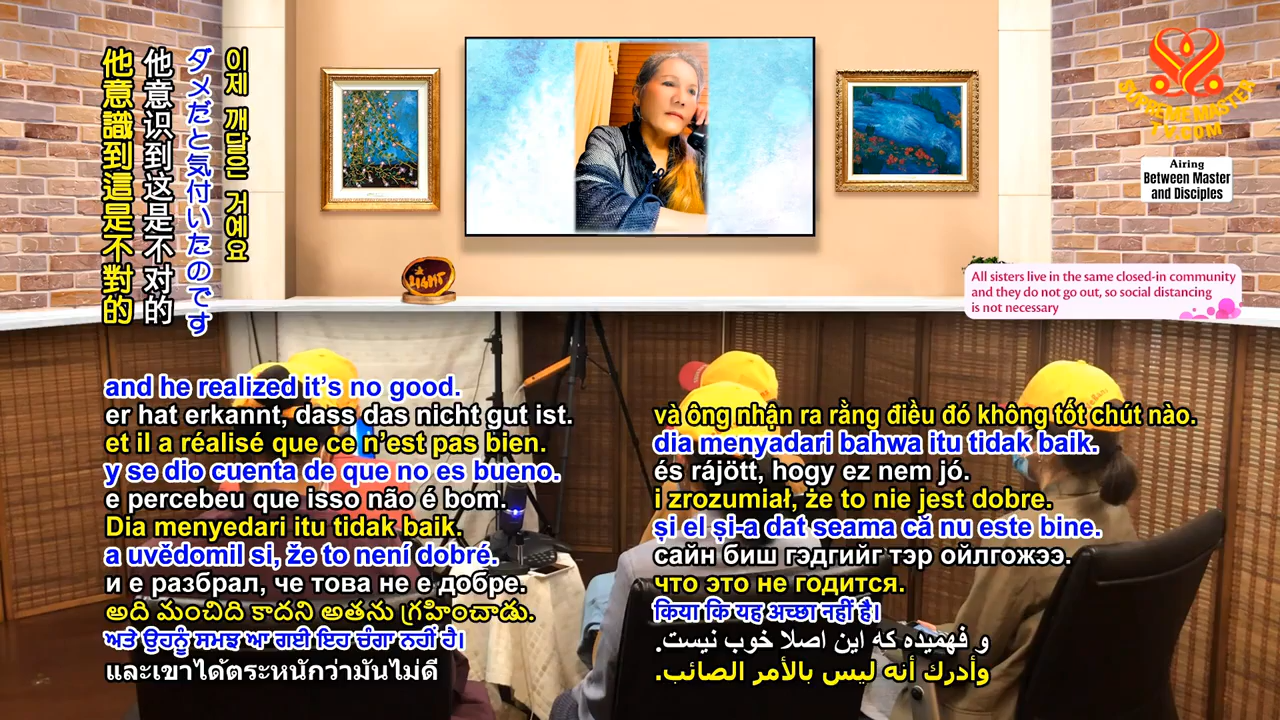 이제 깨달은 거예요
ダメだと気付いたのです
他意识到这是不对的
他意識到這是不對的
SUPREME MASTER
TV.COM
Airing
Between Master
and Disciples
LIGHT
All sisters live in the same closed-in community
and they do not go out, so social distancing
is not necessary
and he realized it’s no good.
er hat erkannt, dass das nicht gut ist.
et il a réalisé que ce n’est pas bien.
y se dio cuenta de que no es bueno.
e percebeu que isso não é bom.
Dia menyedari itu tidak baik.
a uvědomil si, že to není dobré.
и е разбрал, че това не е добре.
అది మంచిది కాదని అతను గ్రహించాడు.
ਅਤੇ ਉਹਨੂੰ ਸਮਝ ਆ ਗਈ ਇਹ ਚੰਗਾ ਨਹੀਂ ਹੈ।
และเขาได้ตระหนักว่ามันไม่ดี
và ông nhận ra rằng điều đó không tốt chút nào.
dia menyadari bahwa itu tidak baik.
és rájött, hogy ez nem jó.
i zrozumiał, że to nie jest dobre.
și el și-a dat seama că nu este bine.
сайн биш гэдгийг тэр ойлгожээ.
что это не годится.
किया कि यह अच्छा नहीं है।
و فهمیده که این اصلا خوب نیست.
وأدرك أنه ليس بالأمر الصائب.